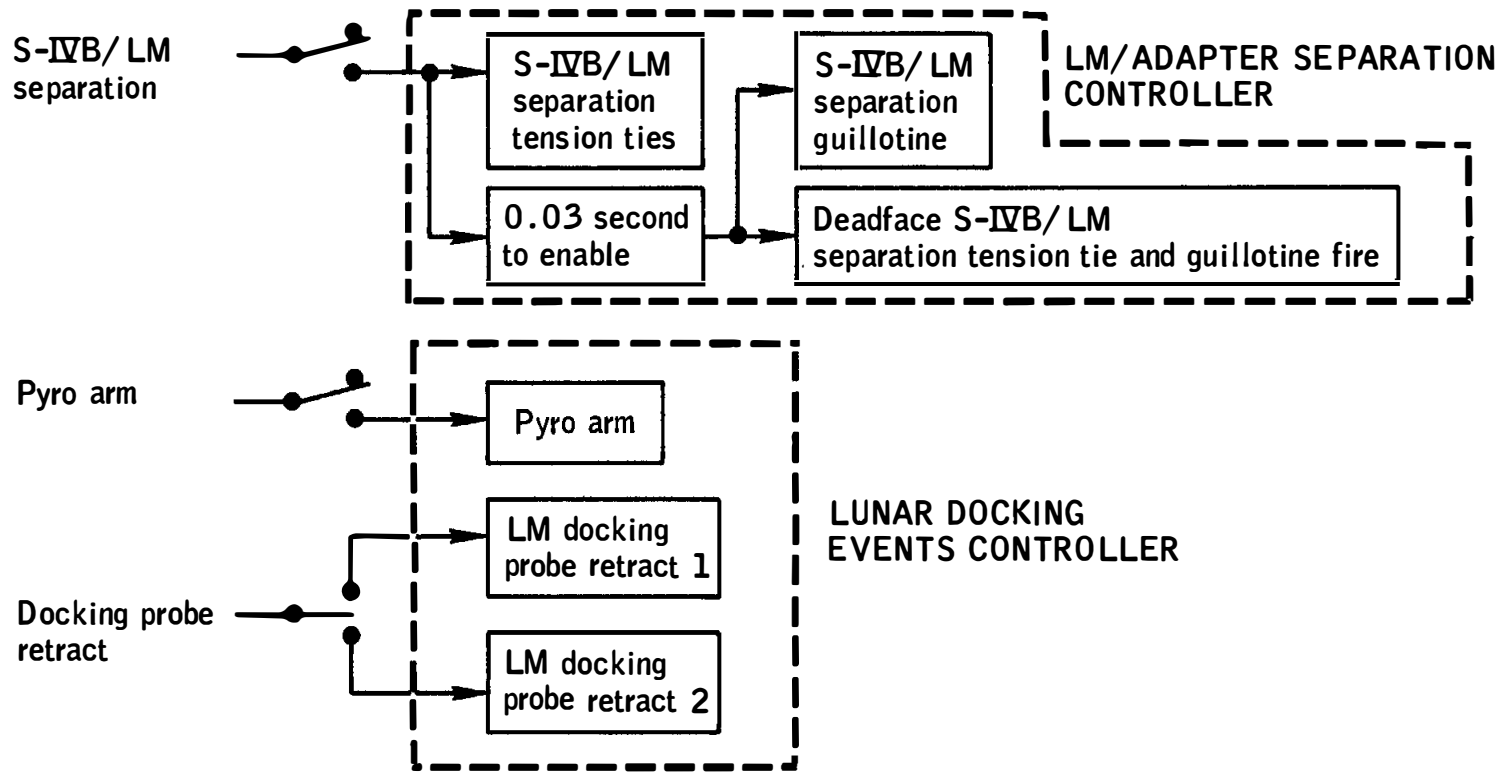 S-IVB/LM
separation
S-IVB/LM
separation
tension ties
S-IVB/LM
separation
guillotine
LM/ADAPTER SEPARATION
CONTROLLER
0.03 second
to enable
Deadface S-IVB/LM
separation tension tie and guillotine fire
Pyro arm
Pyro arm
LM docking
probe retract 1
LUNAR DOCKING
EVENTS CONTROLLER
Docking probe
retract
LM docking
probe retract 2